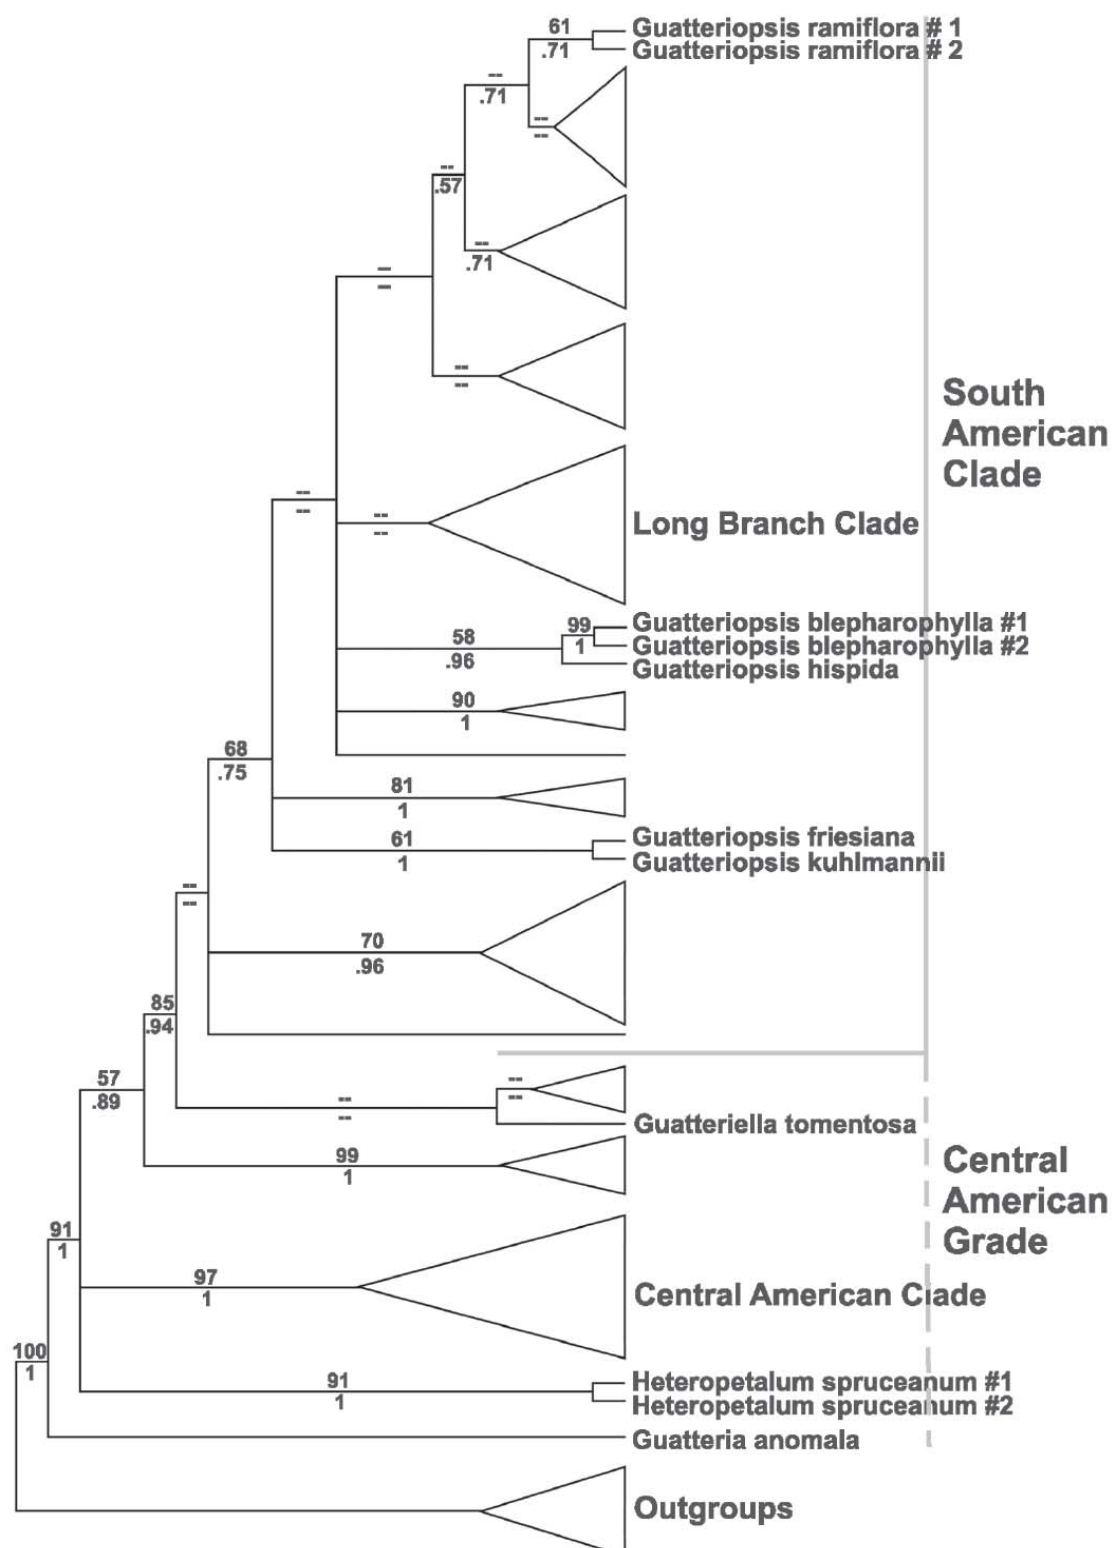 61
Guatteriopsis ramiflora # 1
.71
Guatteriopsis ramiflora # 2
--
.71
--
--
--
.57
--
.71
--
--
--
--
South
American
Clade
--
--
--
--
Long Branch Clade
99
Guatteriopsis blepharophylla #1
58
1
Guatteriopsis blepharophylla #2
.96
Guatteriopsis hispida
90
1
68
.75
81
1
61
Guatteriopsis friesiana
1
Guatteriopsis kuhlmannii
--
--
70
.96
85
.94
57
.89
--
--
--
--
Guatteriella tomentosa
99
1
Central
American
Grade
91
1
97
1
Central American Clade
100
1
91
Heteropetalum spruceanum #1
1
Heteropetalum spruceanum #2
Guatteria anomala
Outgroups